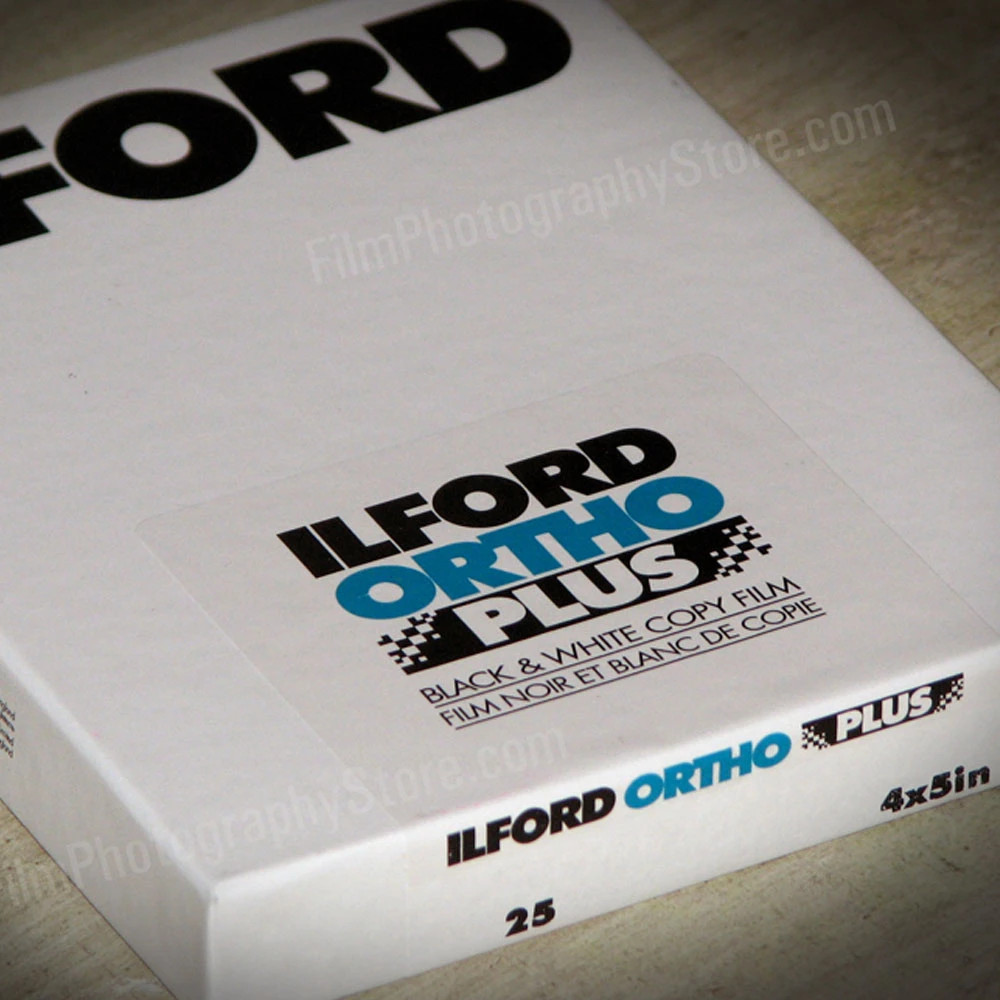 FORD
FilmPhotographyStore.com
ILFORD
ORTHO
PLUS
BLACK & WHITE COPY FILM
FILM NOIR ET BLANC DE COPIE
FilmPhotographyStore.com
ILFORD ORTHO PLUS
4x5in
25